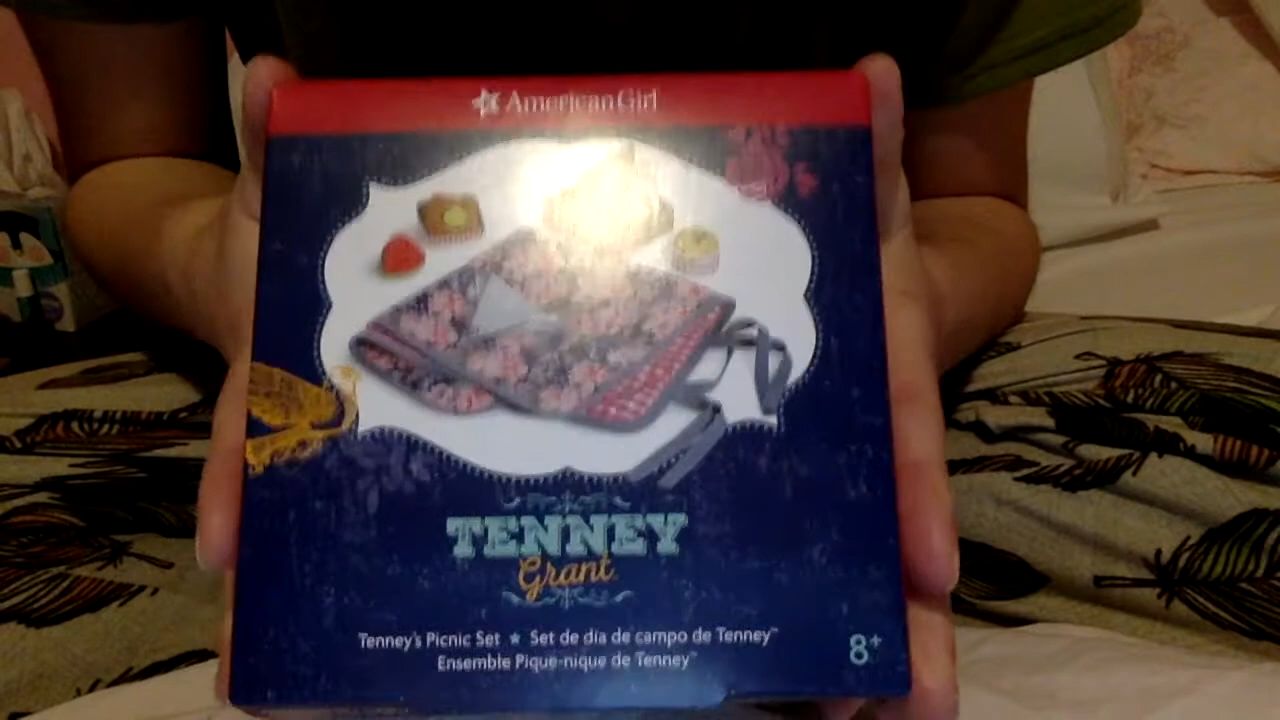 American Girl
TENNEY
Grant
Tenney's Picnic Set ★ Set de día de campo de Tenney™
Ensemble Pique-nique de Tenney™
8+